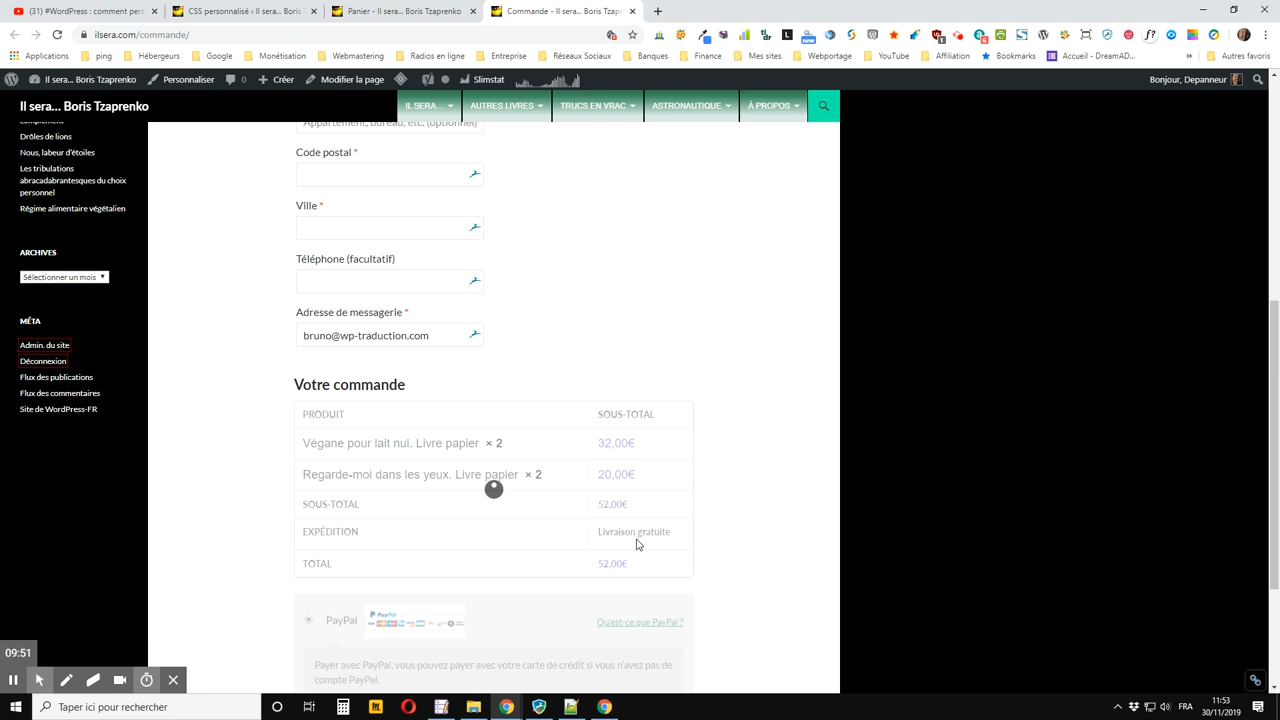 (31) #WordPress : comment pers
CSS personnalisé - Il sera... Boris
Panier - Il sera... Boris Tzaprenko
Commande - Il sera... Boris Tzapr
ilsera.com/commande/
Applications
ping
Hébergeurs
Google
Monétisation
Webmastering
Radios en ligne
Entreprise
Réseaux Sociaux
Banques
Finance
Mes sites
Webportage
YouTube
Bookmarks
Accueil - DreamAD...
Autres favoris
Il sera... Boris Tzaprenko
Personnaliser
0
Créer
Modifier la page
Slimstat
Bonjour, Depanneur
Il sera... Boris Tzaprenko
IL SERA...
AUTRES LIVRES
TRUCS EN VRAC
ASTRONAUTIQUE
À PROPOS
complément
Drôles de lions
Nous, labeur d'étoiles
Les tribulations
abracadabrantesques du choix
personnel
Régime alimentaire végétalien
ARCHIVES
Sélectionner un mois
MÉTA
Admin. du site
Déconnexion
Flux des publications
Flux des commentaires
Site de WordPress-FR
Appartement, bureau, etc. (optionnel)
Code postal *
Ville *
Téléphone (facultatif)
Adresse de messagerie *
bruno@wp-traduction.com
Votre commande
PRODUIT SOUS-TOTAL
Végane pour lait nul. Livre papier × 2 32,00€
Regarde-moi dans les yeux. Livre papier × 2 20,00€
SOUS-TOTAL 52,00€
EXPÉDITION Livraison gratuite
TOTAL 52,00€
PayPal PayPal Qu'est-ce que PayPal ?
Payer avec PayPal, vous pouvez payer avec votre carte de crédit si vous n'avez pas de
compte PayPal.
09:51
Taper ici pour rechercher
FRA
11:53
30/11/2019